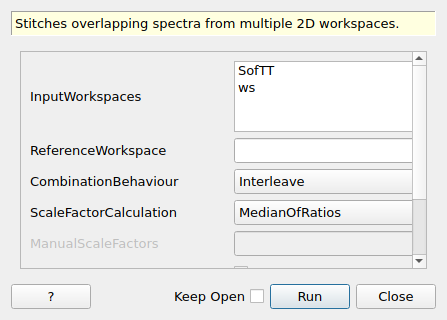 Stitches overlapping spectra from multiple 2D workspaces.
InputWorkspaces
SofTT
ws
ReferenceWorkspace
CombinationBehaviour Interleave
ScaleFactorCalculation MedianOfRatios
ManualScaleFactors
? Keep Open Run Close